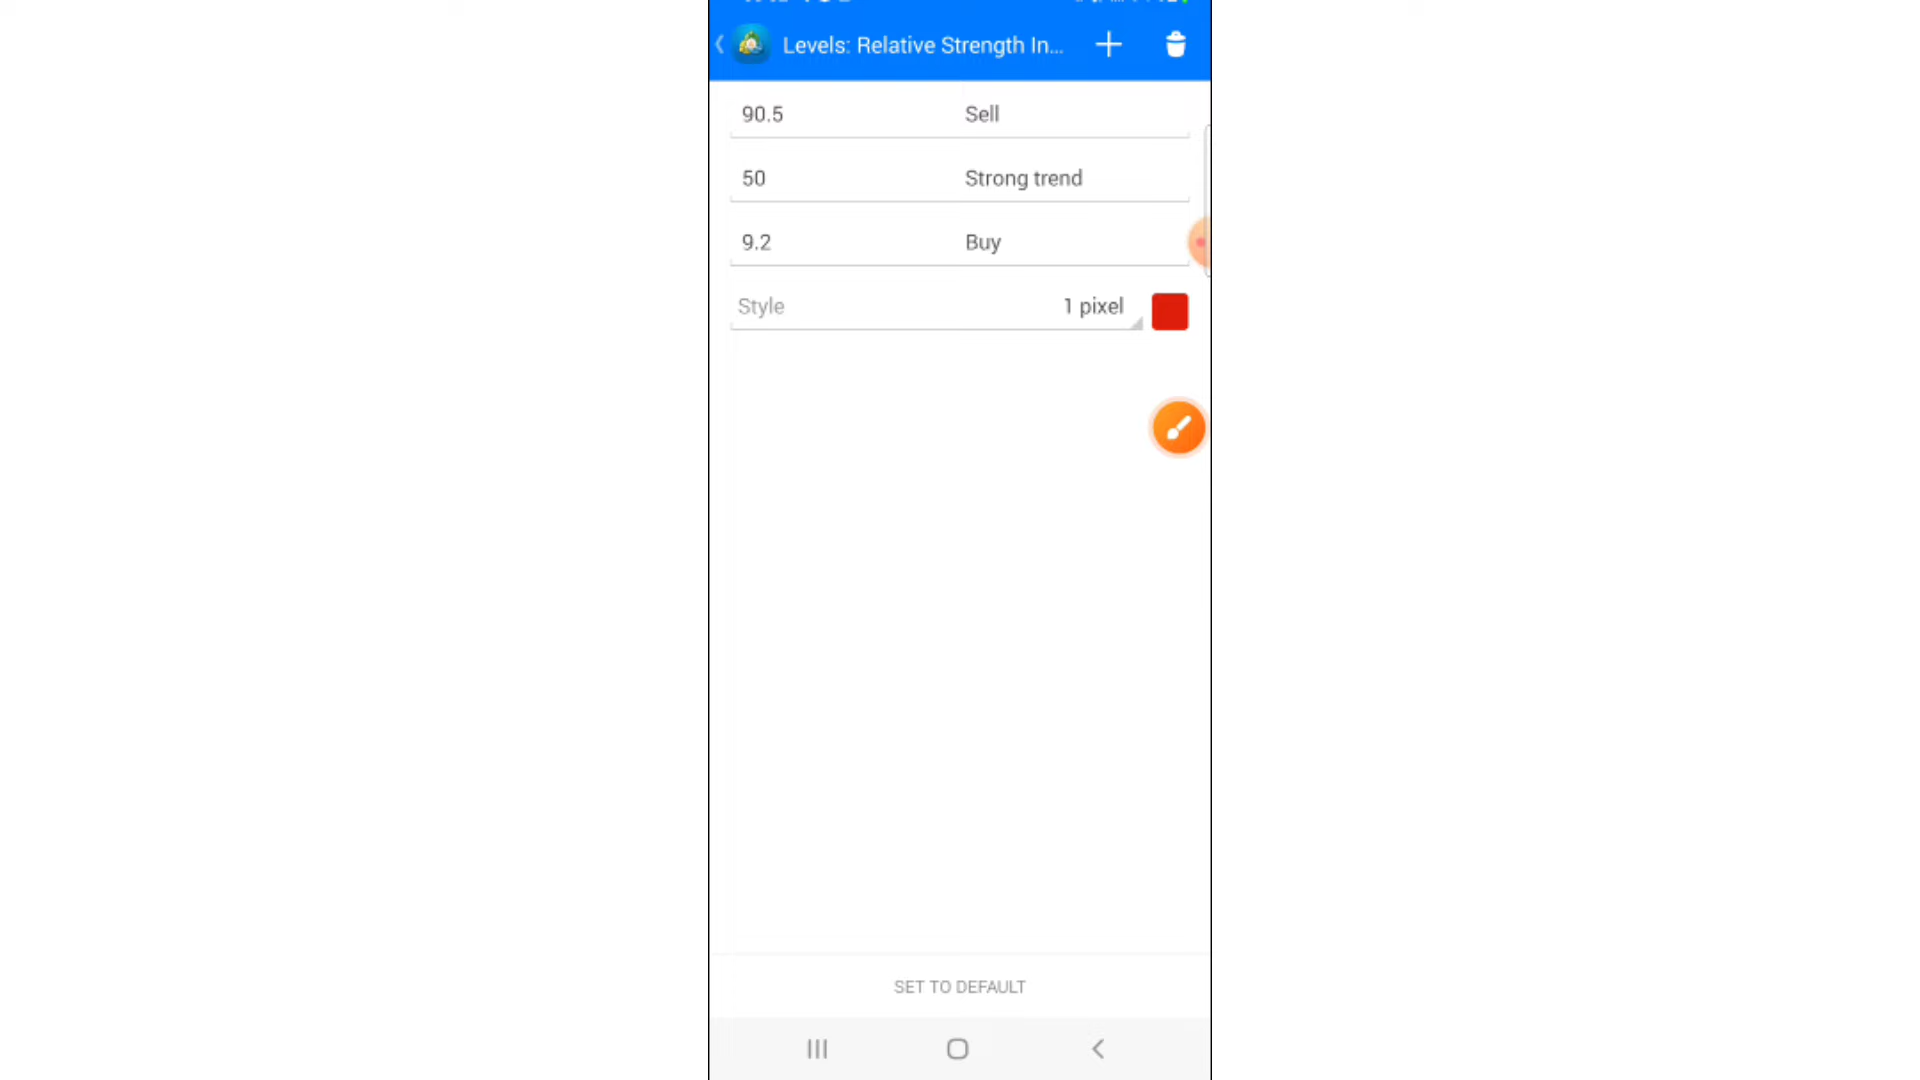 Levels: Relative Strength In...
90.5 Sell
50 Strong trend
9.2 Buy
Style 1 pixel
SET TO DEFAULT